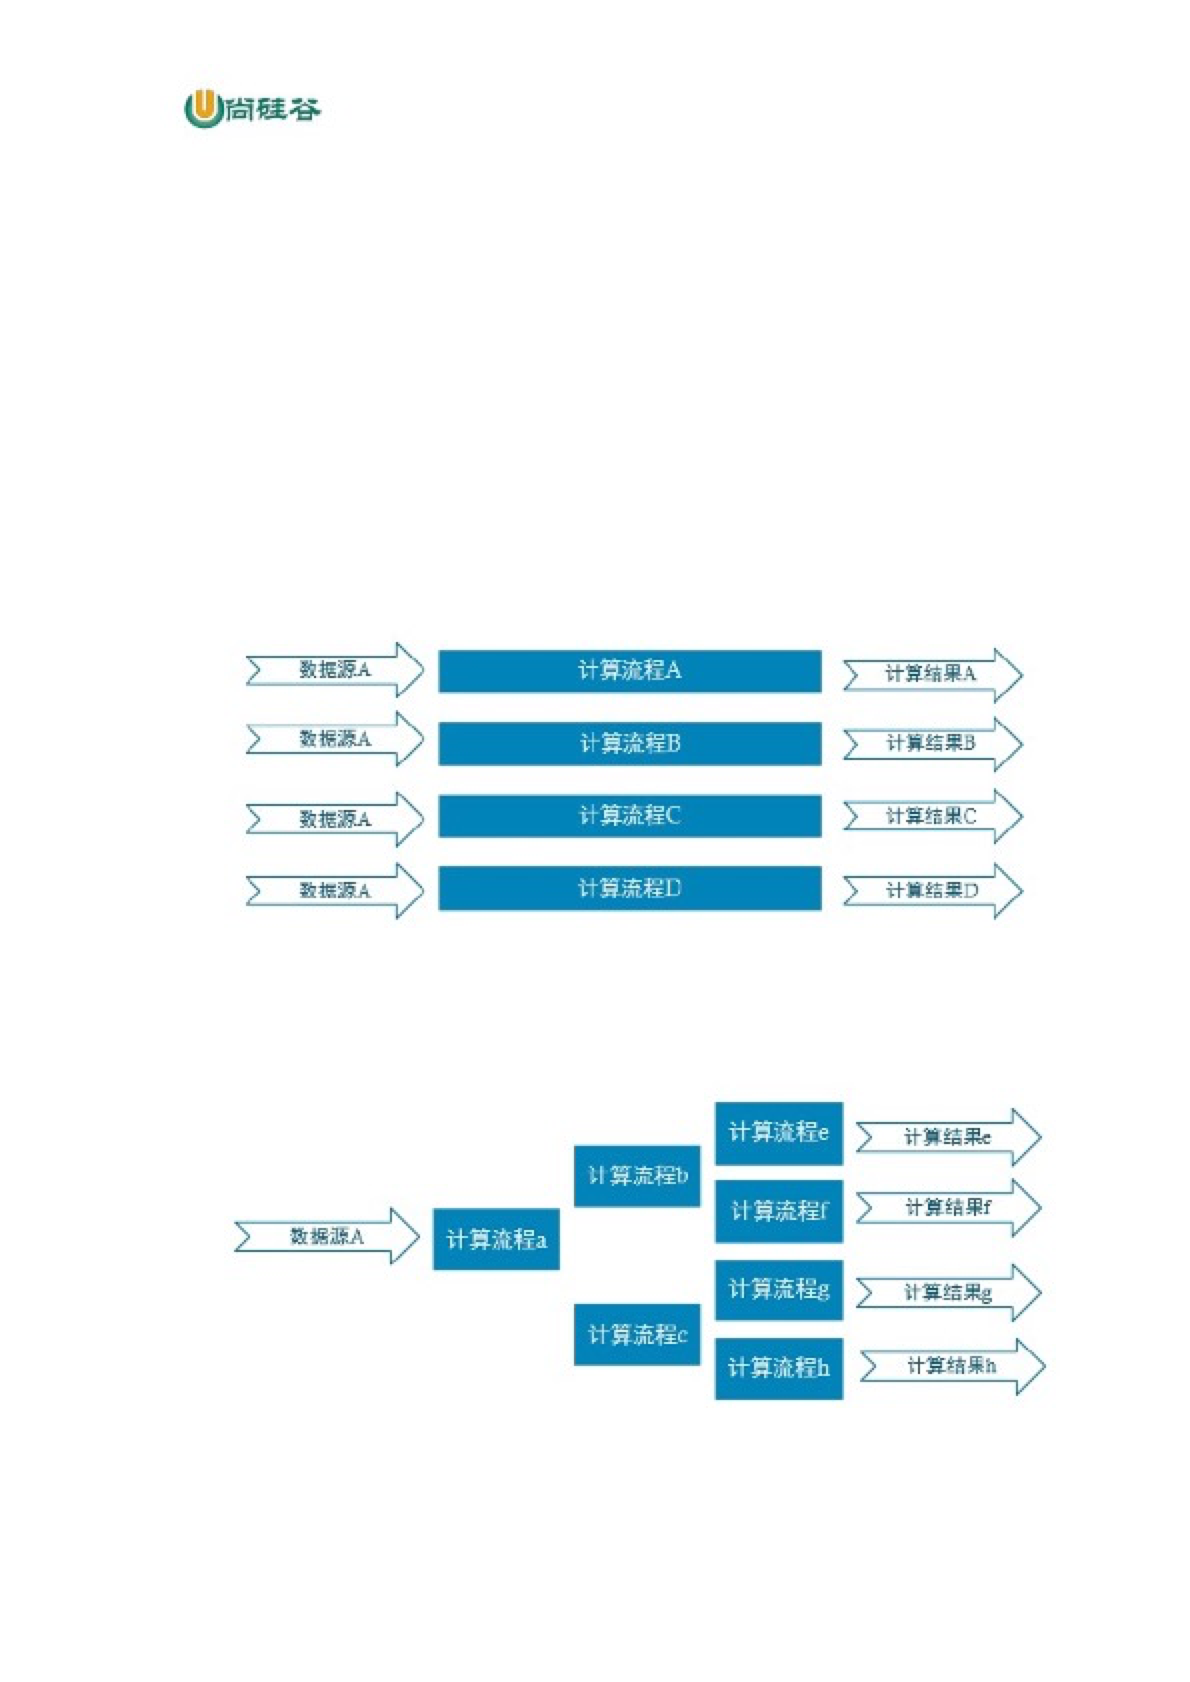 尚硅谷
数据源A 计算流程A 计算结果A
数据源A 计算流程B 计算结果B
数据源A 计算流程C 计算结果C
数据源A 计算流程D 计算结果D
计算流程e 计算结果e
计算流程b
计算流程f 计算结果f
数据源A 计算流程a
计算流程g 计算结果g
计算流程c
计算流程h 计算结果h